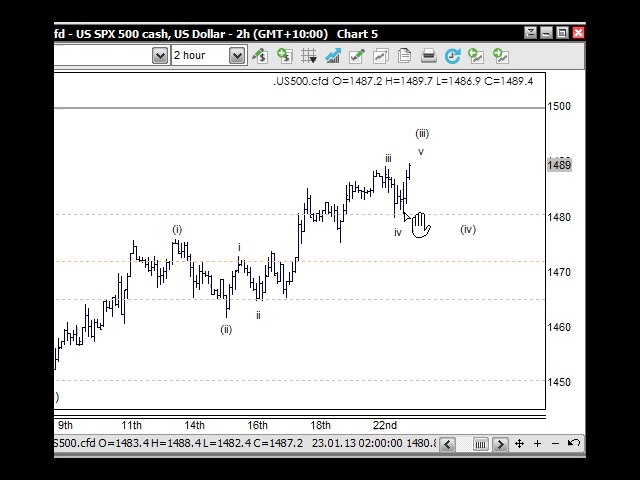 fd - US SPX 500 cash, US Dollar - 2h (GMT+10:00) Chart 5
2 hour
.US500.cfd O=1487.2 H=1489.7 L=1486.9 C=1489.4
1500
(iii)
v
iii
1489
1480
iv
(iv)
(i)
i
1470
ii
(ii)
1460
1450
)
9th 11th 14th 16th 18th 22nd
S500.cfd O=1483.4 H=1488.4 L=1482.4 C=1487.2 23.01.13 02:00:00 1480.8